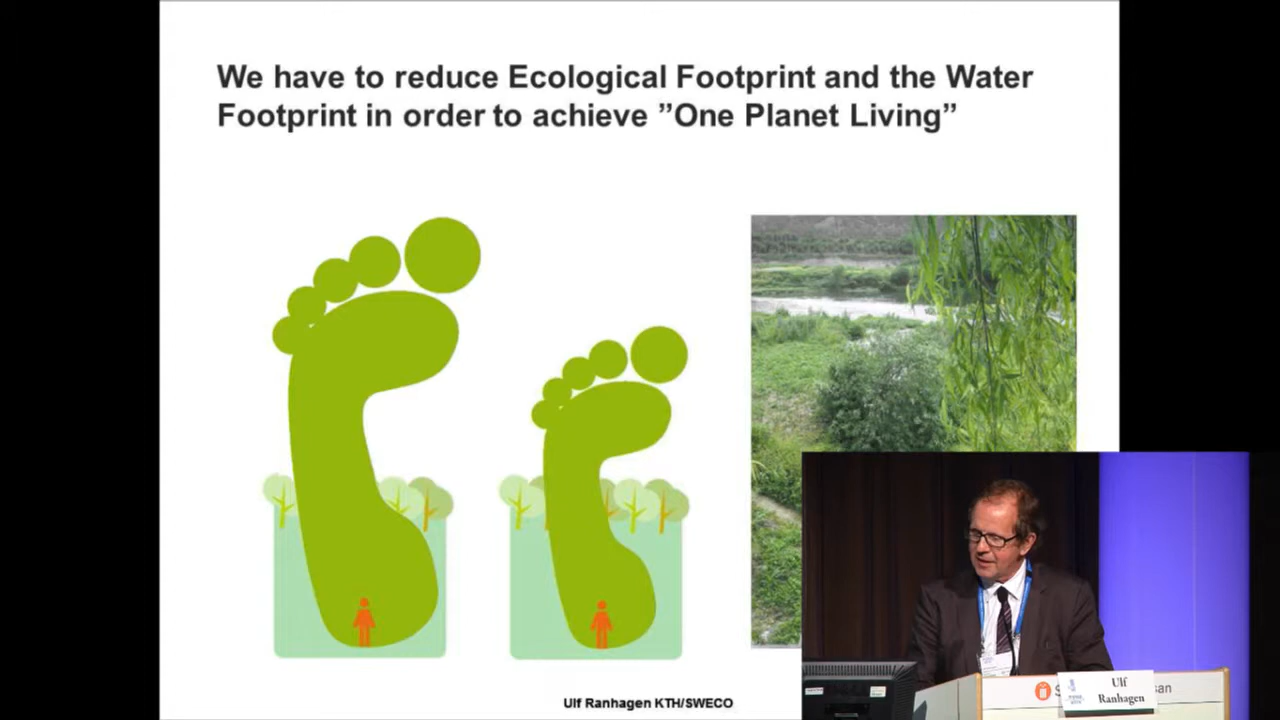 We have to reduce Ecological Footprint and the Water
Footprint in order to achieve ”One Planet Living”
Ulf Ranhagen KTH/SWECO
Ulf
Ranhagen